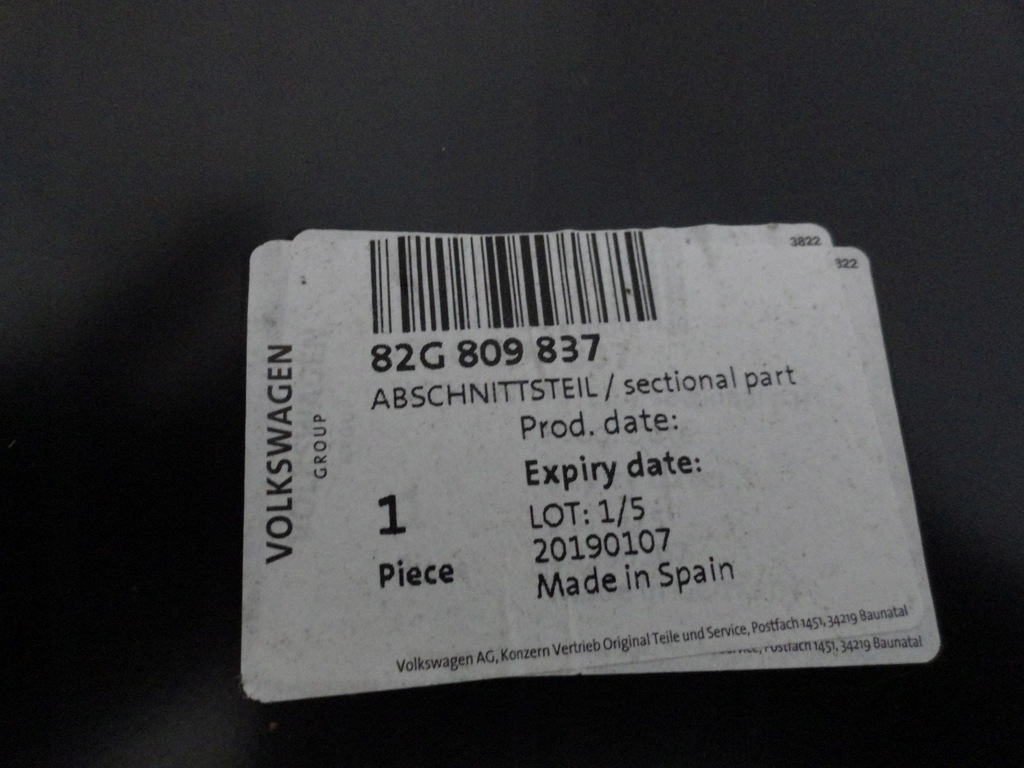 3822
322
82G 809 837
ABSCHNITTSTEIL / sectional part
Prod. date:
Expiry date:
LOT: 1/5
20190107
Made in Spain
1
Piece
VOLKSWAGEN
GROUP
Volkswagen AG, Konzern Vertrieb Original Teile und Service, Postfach 1451, 34219 Baunatal
Postfach 1451, 34219 Baunatal